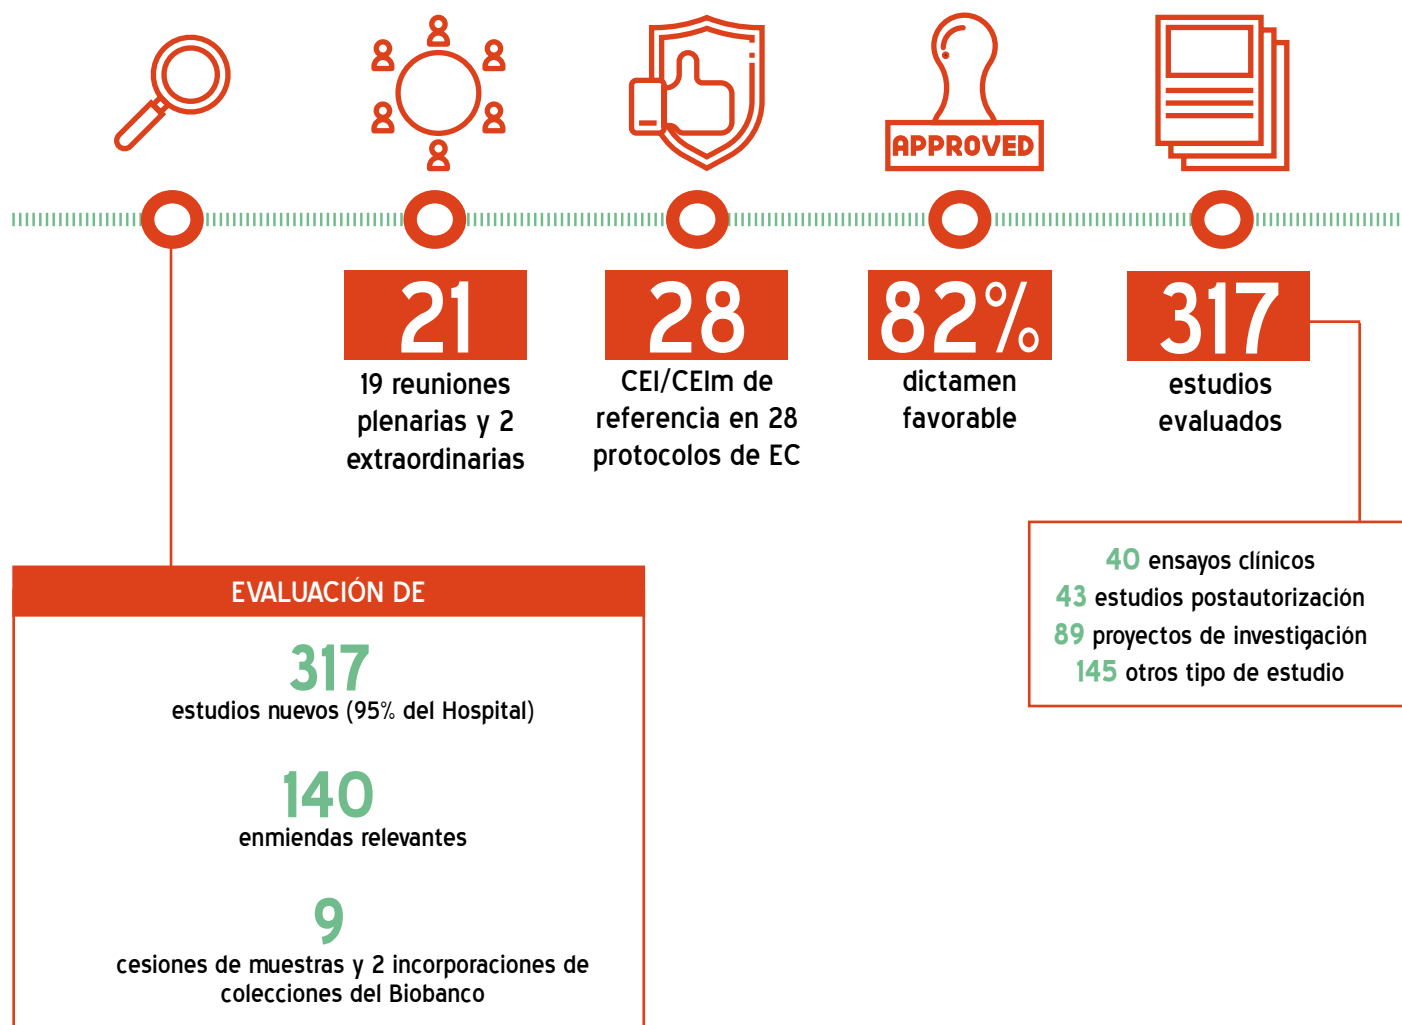 APPROVED
21
19 reuniones
plenarias y 2
extraordinarias
28
CEI/CEIm de
referencia en 28
protocolos de EC
82%
dictamen
favorable
317
estudios
evaluados
40 ensayos clínicos
43 estudios postautorización
89 proyectos de investigación
145 otros tipo de estudio
EVALUACIÓN DE
317
estudios nuevos (95% del Hospital)
140
enmiendas relevantes
9
cesiones de muestras y 2 incorporaciones de
colecciones del Biobanco